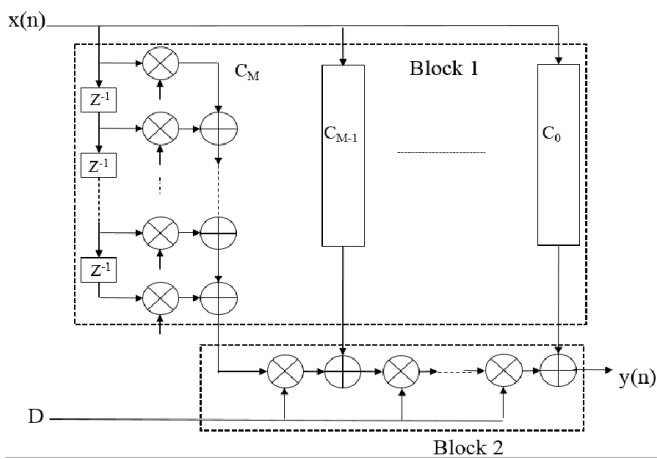 x(n)
Block 1
C_M
Z⁻¹
C_{M-1}
C_0
Z⁻¹
Z⁻¹
y(n)
D
Block 2